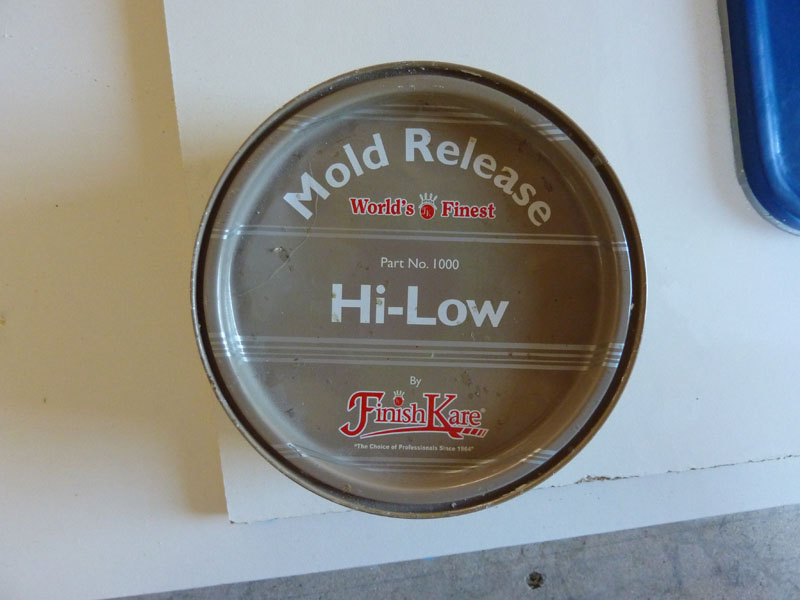 Mold Release
World's Finest
Part No. 1000
Hi-Low
By
FinishKare®
"The Choice of Professionals Since 1964"